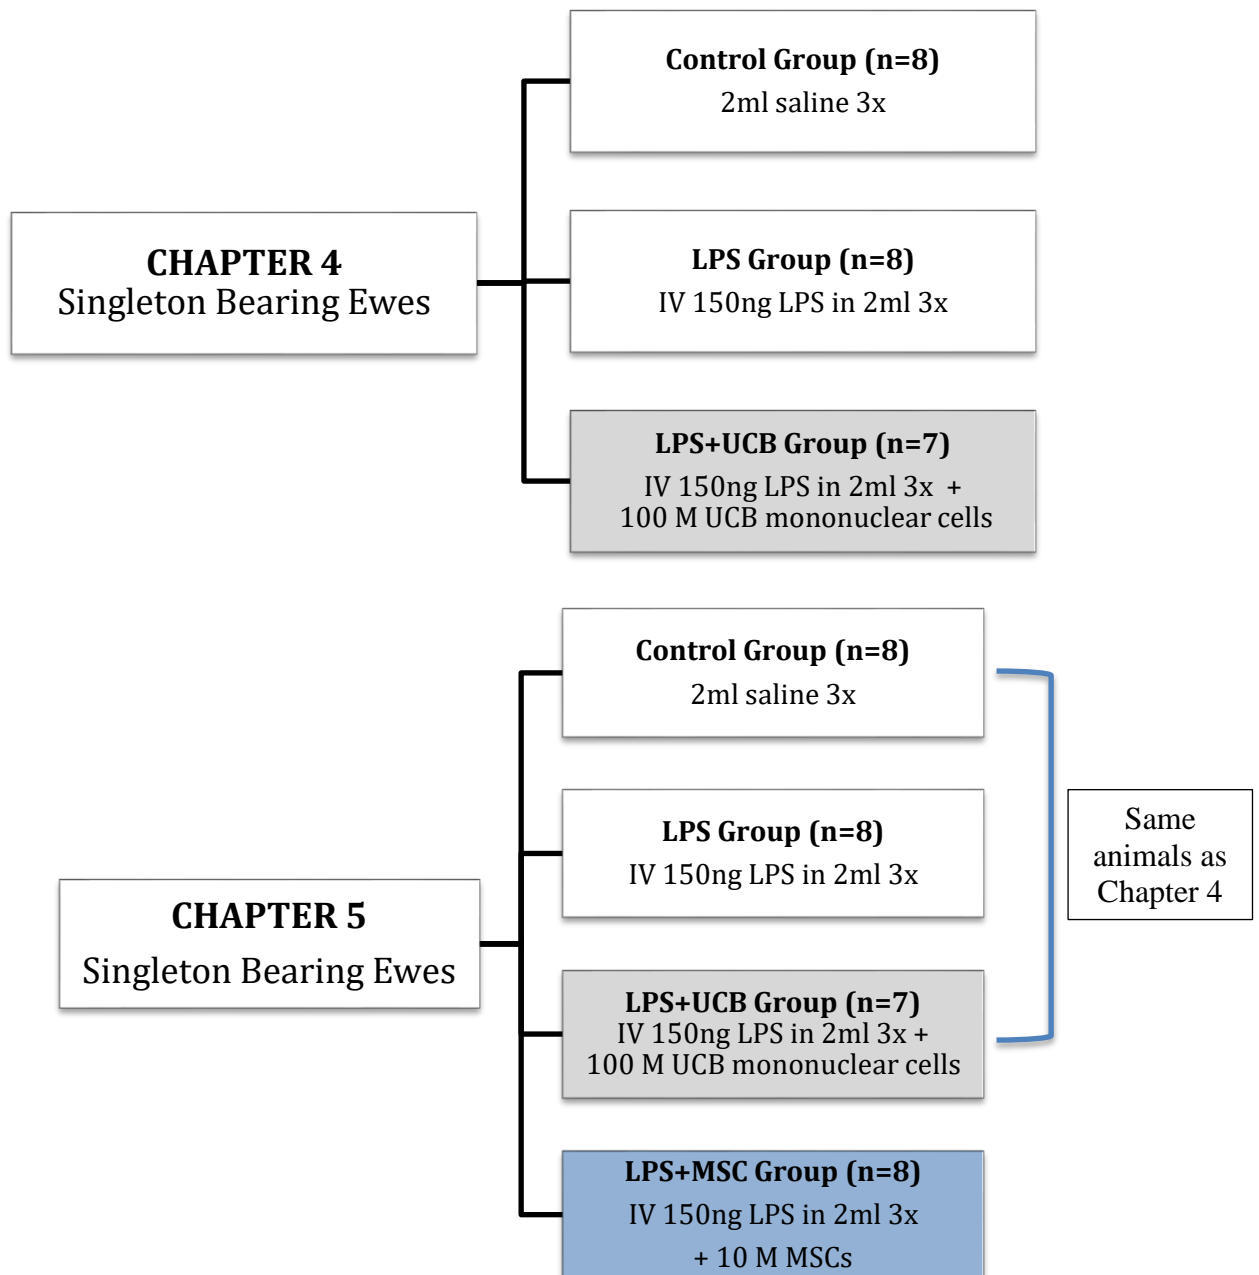 Control Group (n=8)
2ml saline 3x
CHAPTER 4
Singleton Bearing Ewes
LPS Group (n=8)
IV 150ng LPS in 2ml 3x
LPS+UCB Group (n=7)
IV 150ng LPS in 2ml 3x +
100 M UCB mononuclear cells
Control Group (n=8)
2ml saline 3x
LPS Group (n=8)
IV 150ng LPS in 2ml 3x
Same
animals as
Chapter 4
CHAPTER 5
Singleton Bearing Ewes
LPS+UCB Group (n=7)
IV 150ng LPS in 2ml 3x +
100 M UCB mononuclear cells
LPS+MSC Group (n=8)
IV 150ng LPS in 2ml 3x
+ 10 M MSCs